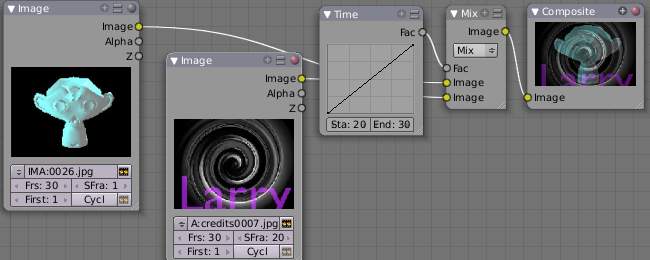 Image
Image
Alpha
Z
IMA:0026.jpg
Frs: 30 SFra: 1
First: 1 Cycl
Image
Image
Alpha
Z
Larry
A:credits0007.jpg
Frs: 30 SFra: 20
First: 1 Cycl
Time
Fac
Sta: 20 End: 30
Mix
Image
Mix
Fac
Image
Image
Composite
Larry
Image